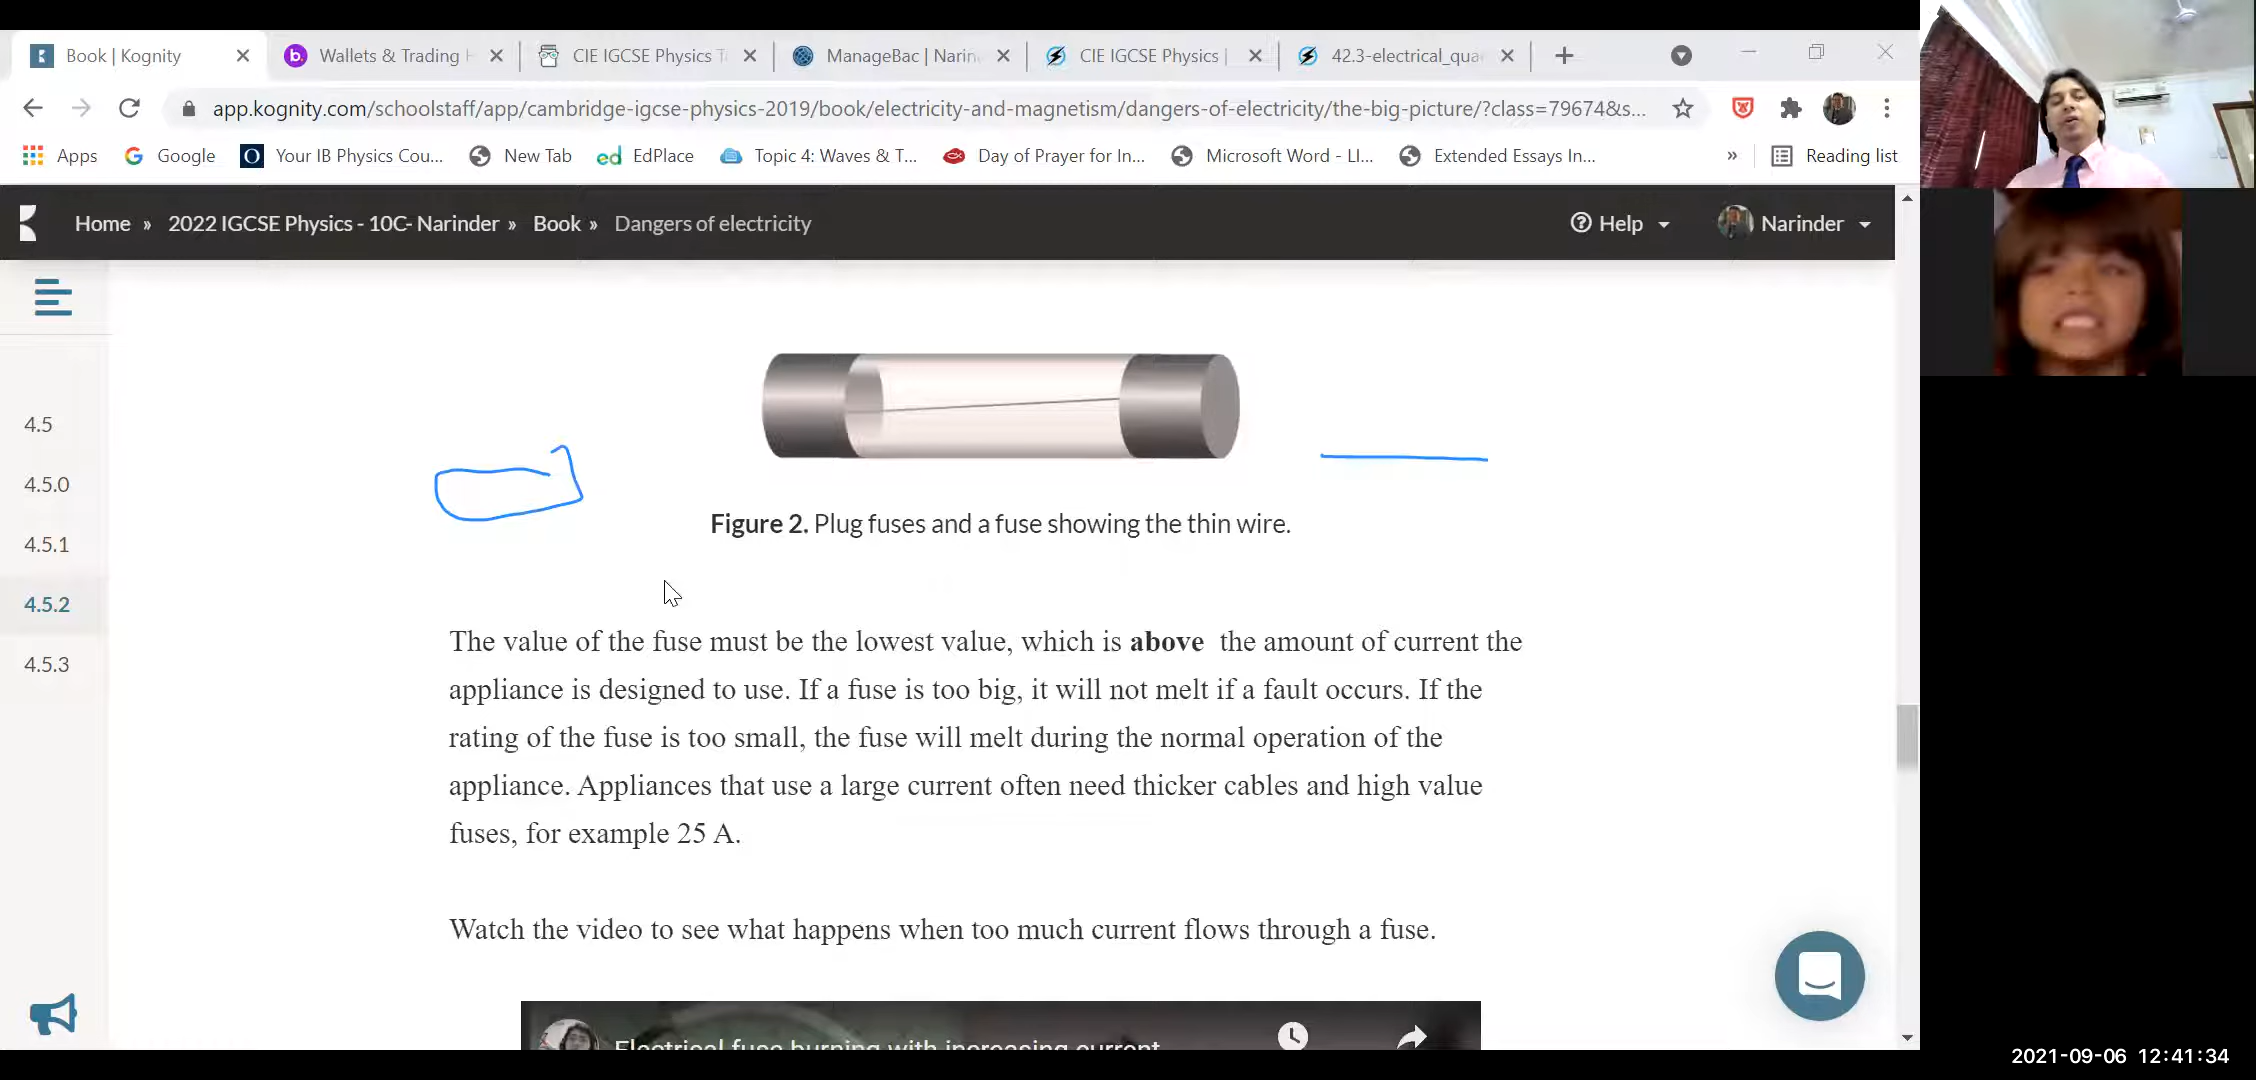 Book | Kognity
Wallets & Trading H
CIE IGCSE Physics T
ManageBac | Narin
CIE IGCSE Physics |
42.3-electrical_qua
app.kognity.com/schoolstaff/app/cambridge-igcse-physics-2019/book/electricity-and-magnetism/dangers-of-electricity/the-big-picture/?class=79674&s...
Apps Google Your IB Physics Cou... New Tab ed EdPlace Topic 4: Waves & T... Day of Prayer for In... Microsoft Word - LI... Extended Essays In... » Reading list
Home » 2022 IGCSE Physics - 10C- Narinder » Book » Dangers of electricity Help Narinder
4.5
4.5.0
4.5.1
4.5.2
4.5.3
Figure 2. Plug fuses and a fuse showing the thin wire.
The value of the fuse must be the lowest value, which is above the amount of current the
appliance is designed to use. If a fuse is too big, it will not melt if a fault occurs. If the
rating of the fuse is too small, the fuse will melt during the normal operation of the
appliance. Appliances that use a large current often need thicker cables and high value
fuses, for example 25 A.
Watch the video to see what happens when too much current flows through a fuse.
Electrical fuse burning with increasing current
2021-09-06 12:41:34